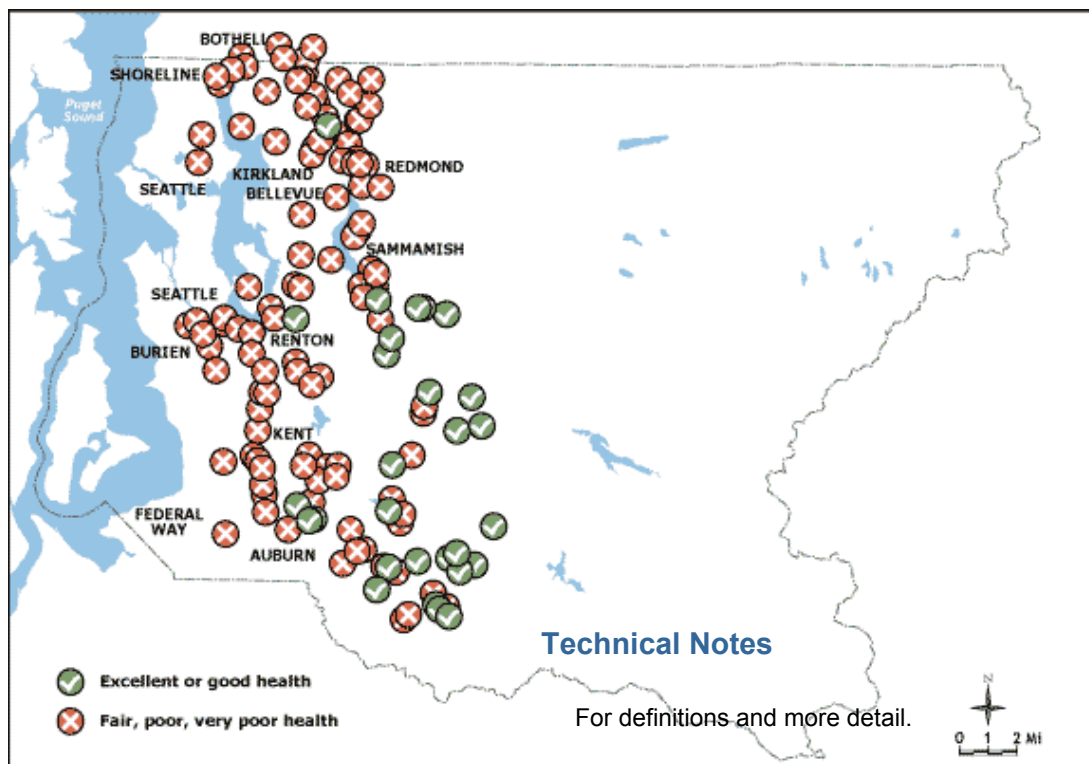 BOTHELL
SHORELINE
Puget
Sound
KIRKLAND
REDMOND
SEATTLE
BELLEVUE
SAMMAMISH
SEATTLE
RENTON
BURIEN
KENT
FEDERAL
WAY
AUBURN
Technical Notes
Excellent or good health
Fair, poor, very poor health
For definitions and more detail.
N
0 1 2 Mi